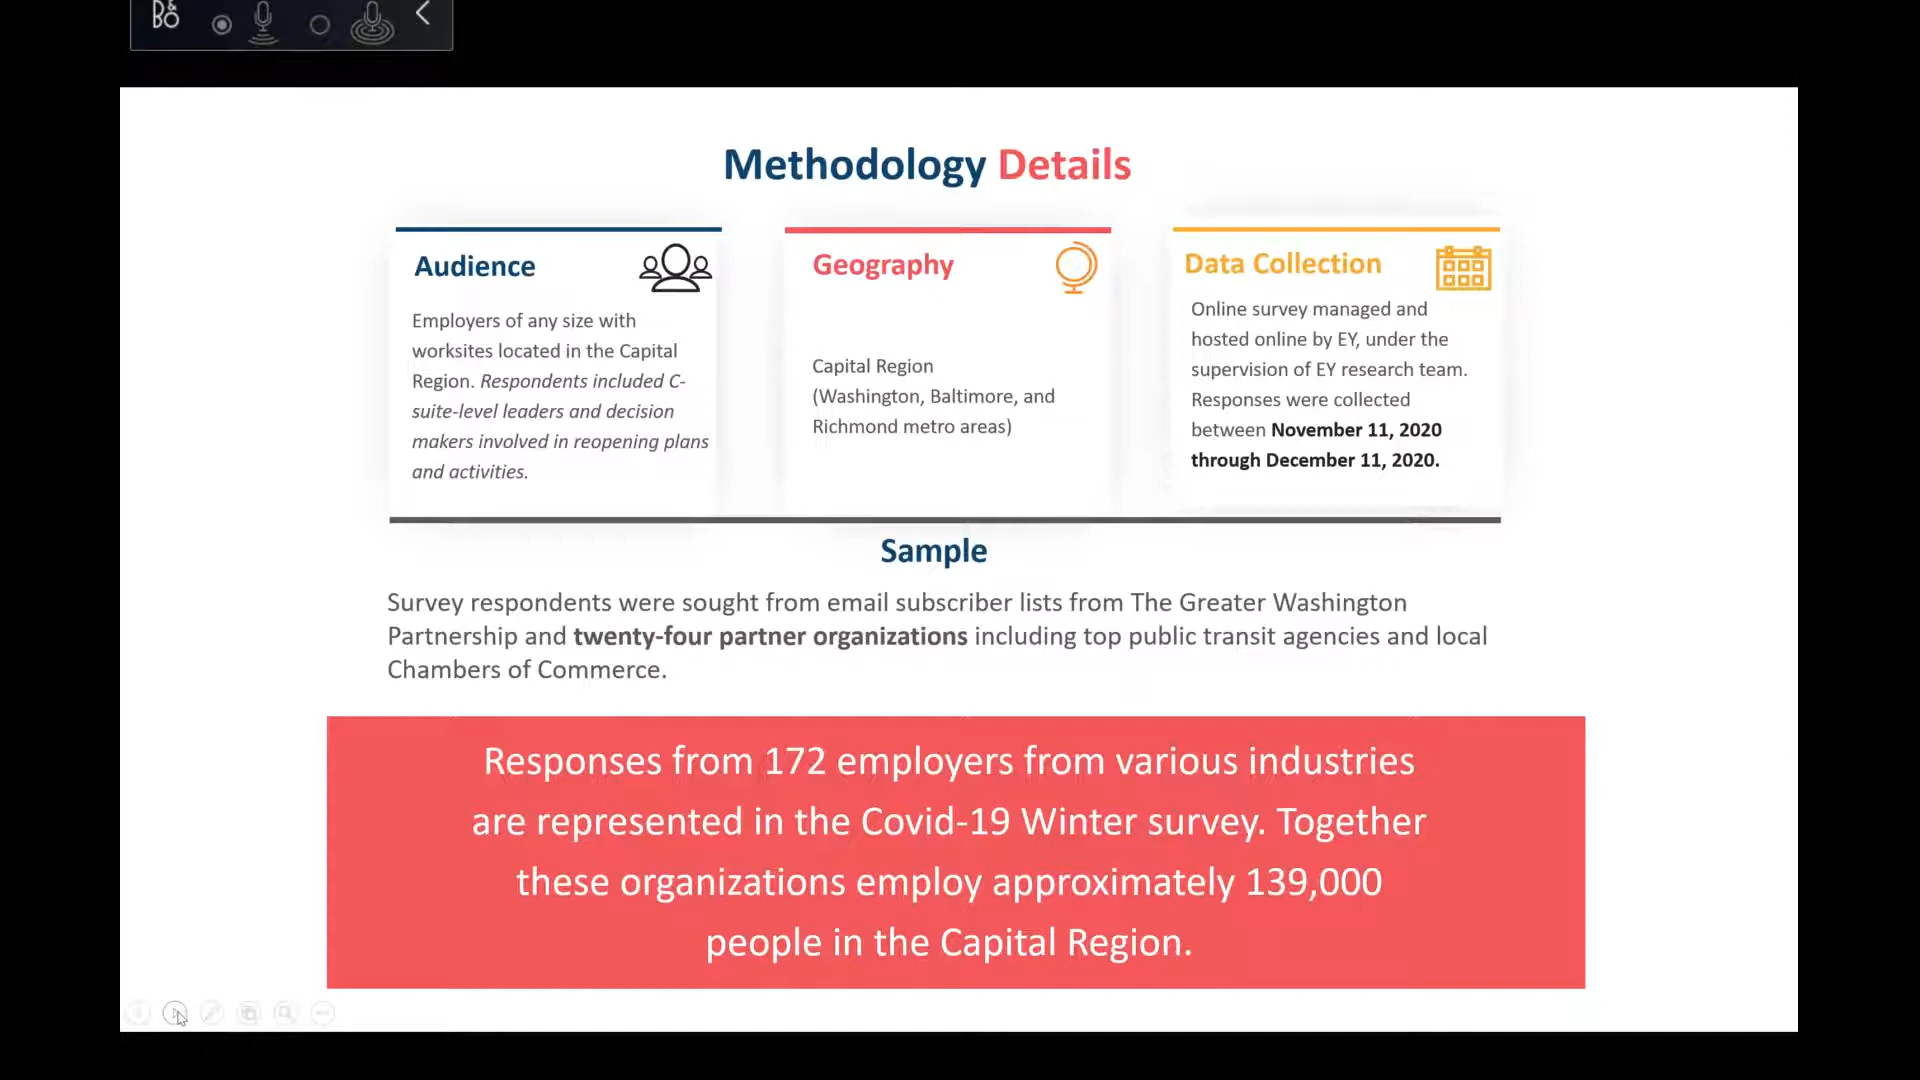 B&O
Methodology Details
Audience
Employers of any size with
worksites located in the Capital
Region. Respondents included C-
suite-level leaders and decision
makers involved in reopening plans
and activities.
Geography
Capital Region
(Washington, Baltimore, and
Richmond metro areas)
Data Collection
Online survey managed and
hosted online by EY, under the
supervision of EY research team.
Responses were collected
between November 11, 2020
through December 11, 2020.
Sample
Survey respondents were sought from email subscriber lists from The Greater Washington
Partnership and twenty-four partner organizations including top public transit agencies and local
Chambers of Commerce.
Responses from 172 employers from various industries
are represented in the Covid-19 Winter survey. Together
these organizations employ approximately 139,000
people in the Capital Region.